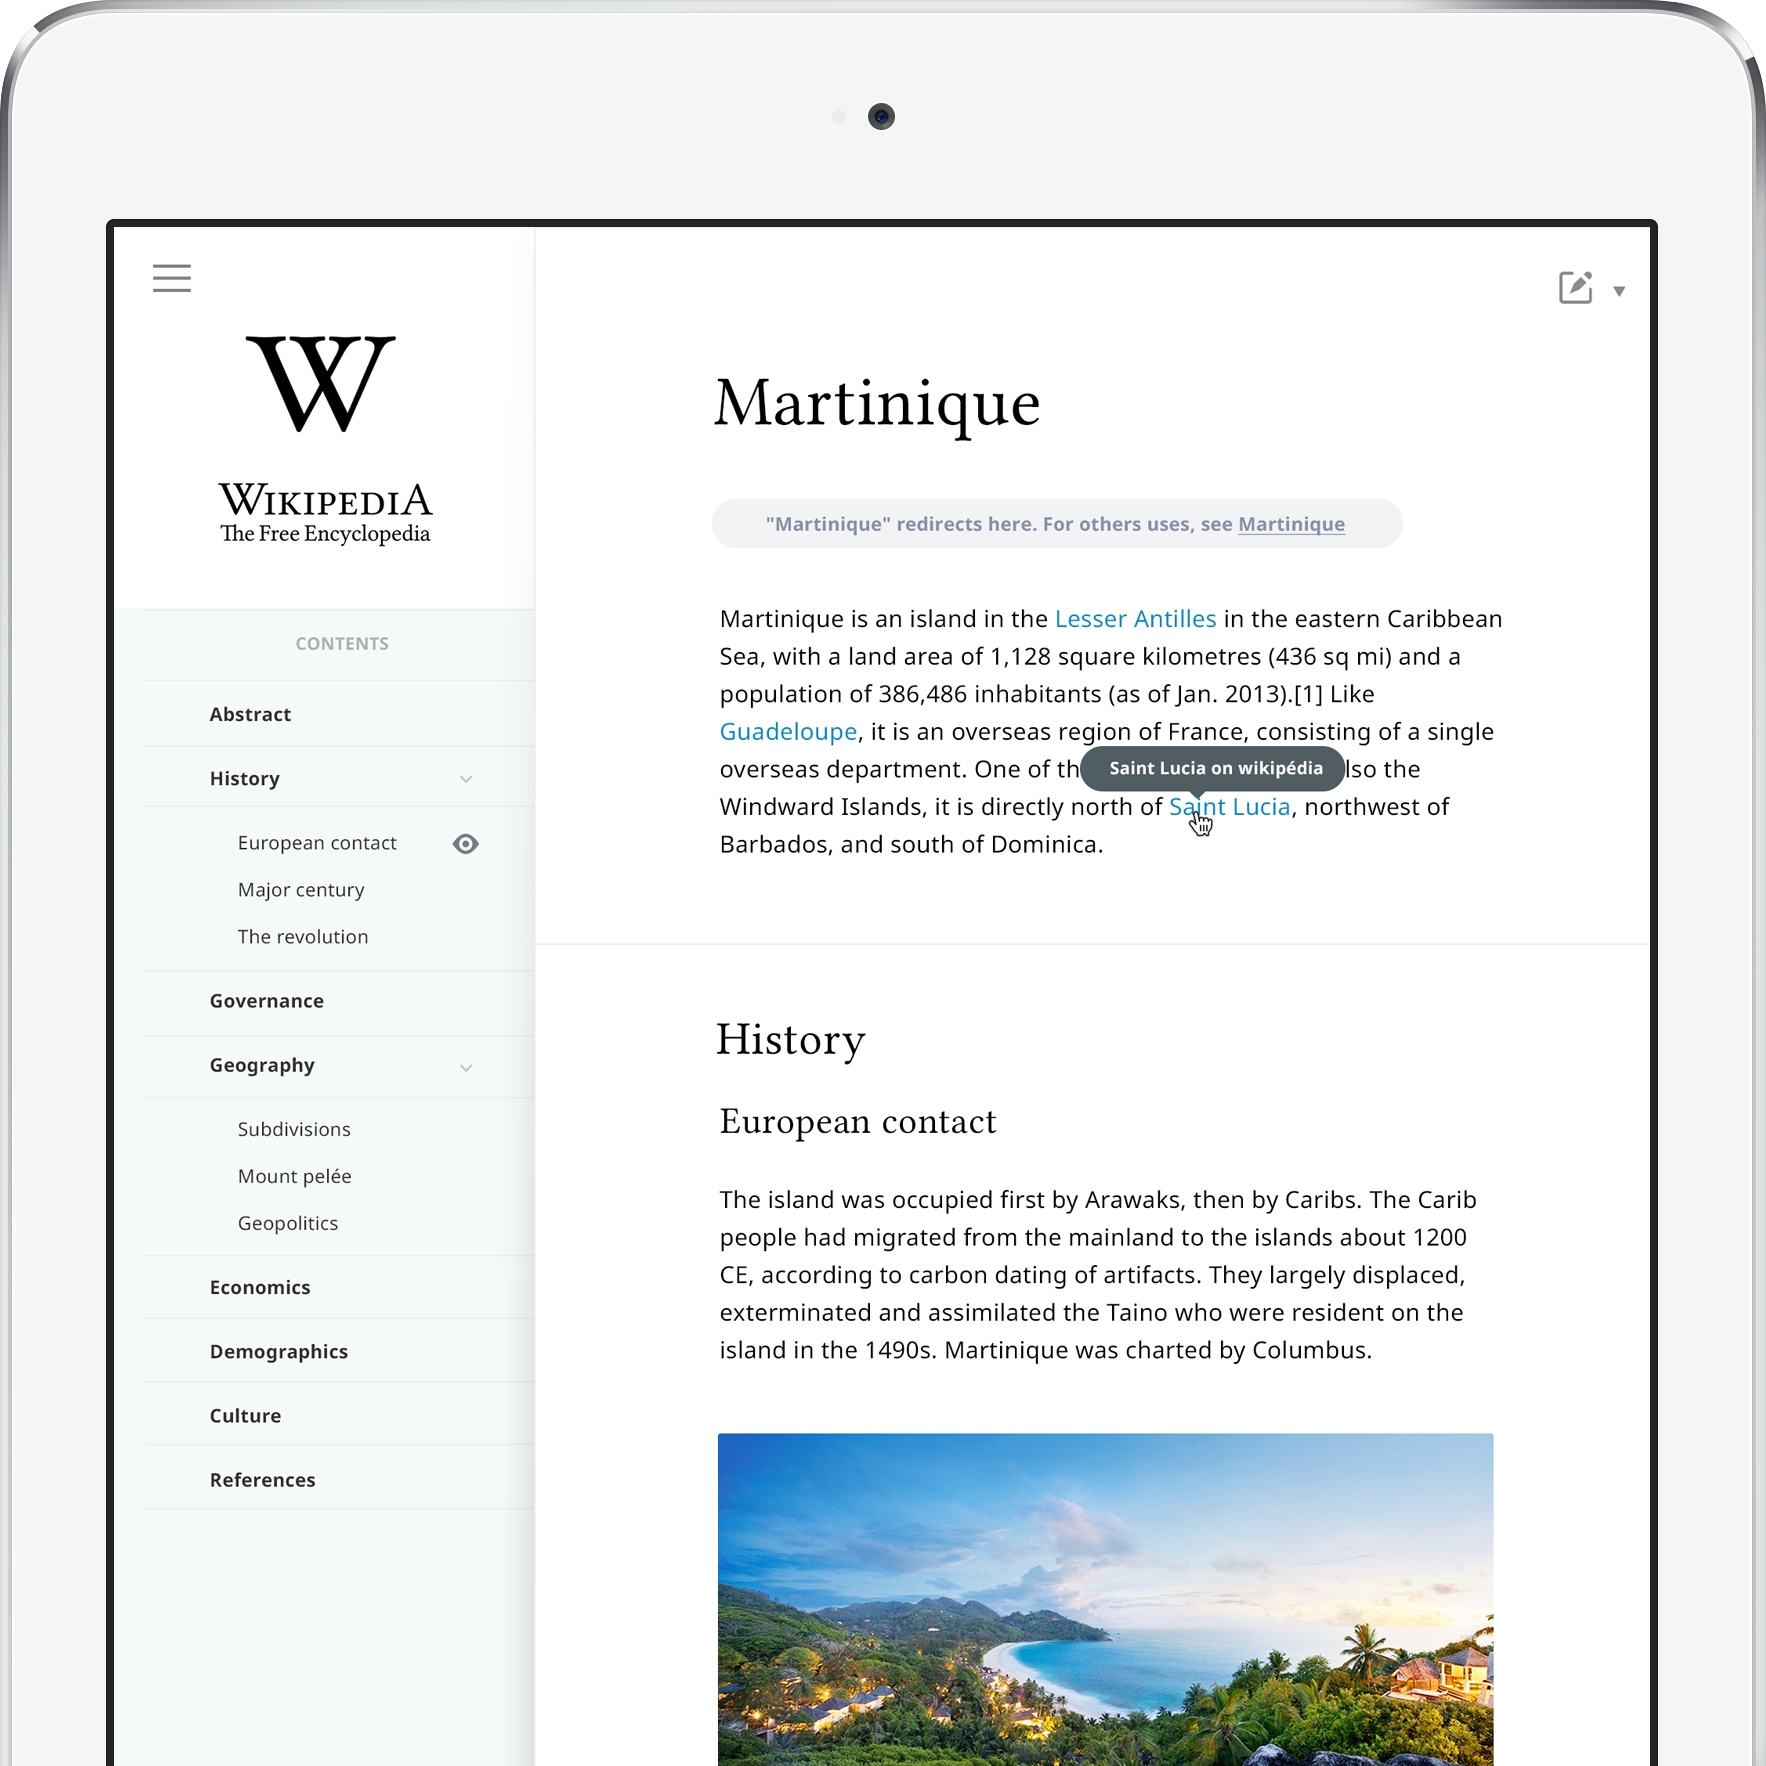 W
WIKIPEDIA
The Free Encyclopedia
CONTENTS
Abstract
History
European contact
Major century
The revolution
Governance
Geography
Subdivisions
Mount pelée
Geopolitics
Economics
Demographics
Culture
References
Martinique
"Martinique" redirects here. For others uses, see Martinique
Martinique is an island in the Lesser Antilles in the eastern Caribbean
Sea, with a land area of 1,128 square kilometres (436 sq mi) and a
population of 386,486 inhabitants (as of Jan. 2013).[1] Like
Guadeloupe, it is an overseas region of France, consisting of a single
overseas department. One of th
Saint Lucia on wikipédia
lso the
Windward Islands, it is directly north of Saint Lucia, northwest of
Barbados, and south of Dominica.
History
European contact
The island was occupied first by Arawaks, then by Caribs. The Carib
people had migrated from the mainland to the islands about 1200
CE, according to carbon dating of artifacts. They largely displaced,
exterminated and assimilated the Taino who were resident on the
island in the 1490s. Martinique was charted by Columbus.